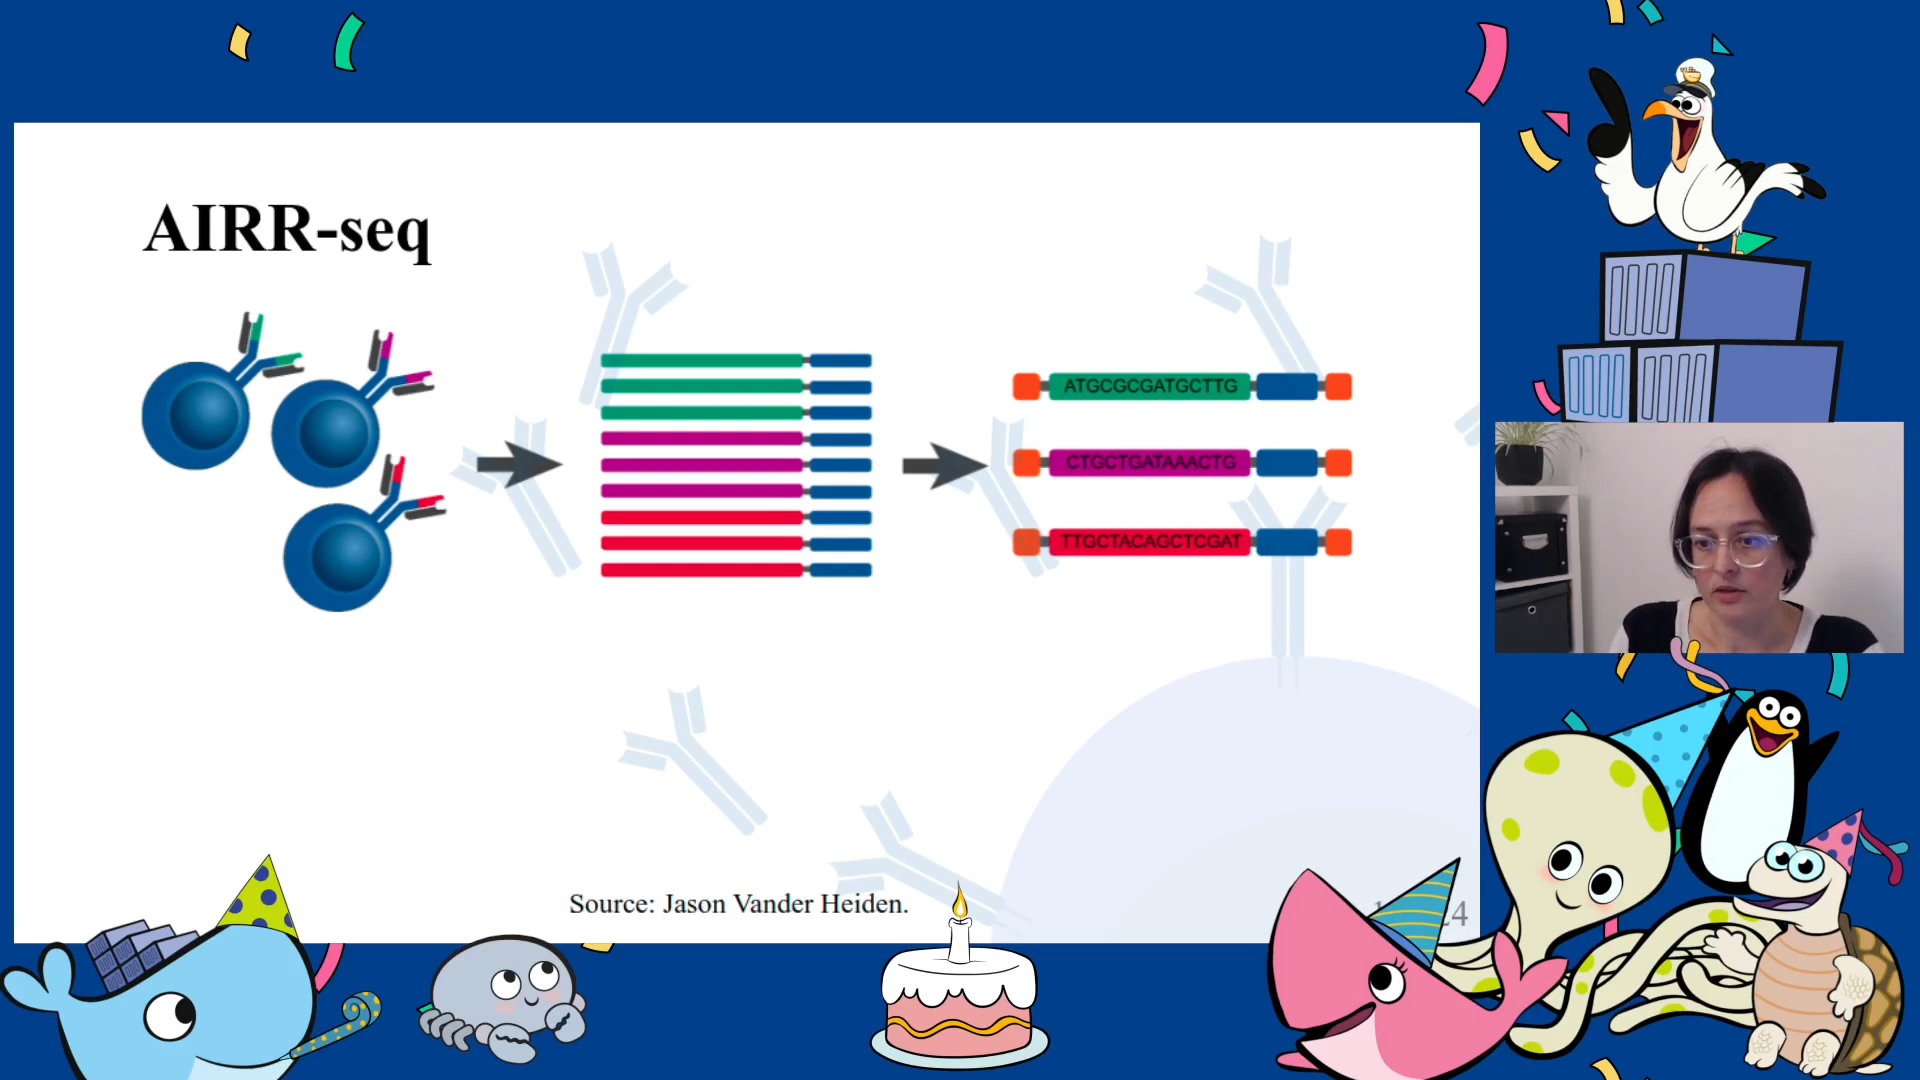 AIRR-seq
ATGCGCGATGCTTG
CTGCTGATAAACTG
TTGCTACAGCTCGAT
Source: Jason Vander Heiden.